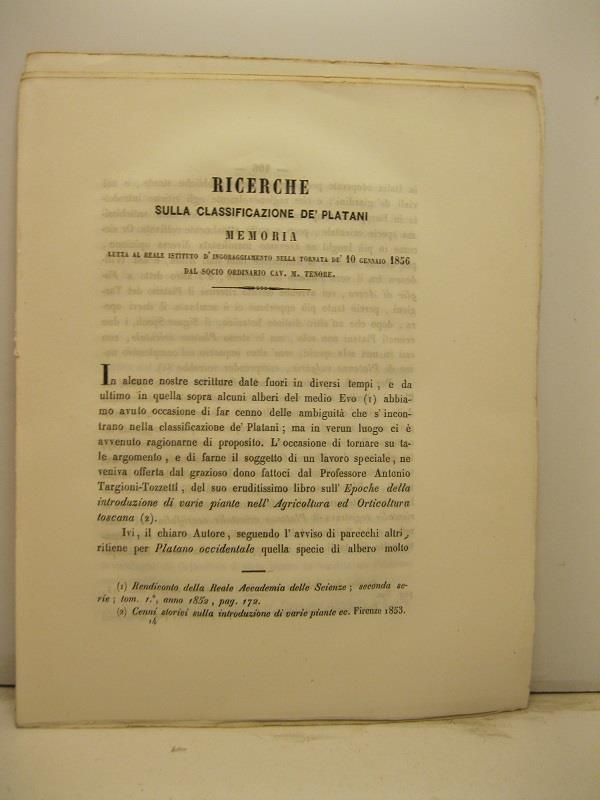 RICERCHE
SULLA CLASSIFICAZIONE DE' PLATANI
MEMORIA
LETTA AL REALE ISTITUTO D'INCORAGGIAMENTO NELLA TORNATA DE' 10 GENNAIO 1856
DAL SOCIO ORDINARIO CAV. M. TENORE.
In alcune nostre scritture date fuori in diversi tempi, e da
ultimo in quella sopra alcuni alberi del medio Evo (1) abbia-
mo avuto occasione di far cenno delle ambiguità che s'incon-
trano nella classificazione de' Platani; ma in verun luogo ci è
avvenuto ragionarne di proposito. L'occasione di tornare su ta-
le argomento, e di farne il soggetto di un lavoro speciale, ne
veniva offerta dal grazioso dono fattoci dal Professore Antonio
Targioni-Tozzetti, del suo eruditissimo libro sull' Epoche della
introduzione di varie piante nell' Agricoltura ed Orticoltura
toscana (2).
Ivi, il chiaro Autore, seguendo l' avviso di parecchi altri,
ritiene per Platano occidentale quella specie di albero molto
(1) Rendiconto della Reale Accademia delle Scienze; seconda se-
rie; tom. 1.°, anno 1852, pag. 172.
(2) Cenni storici sulla introduzione di varie piante ec. Firenze 1853.
14